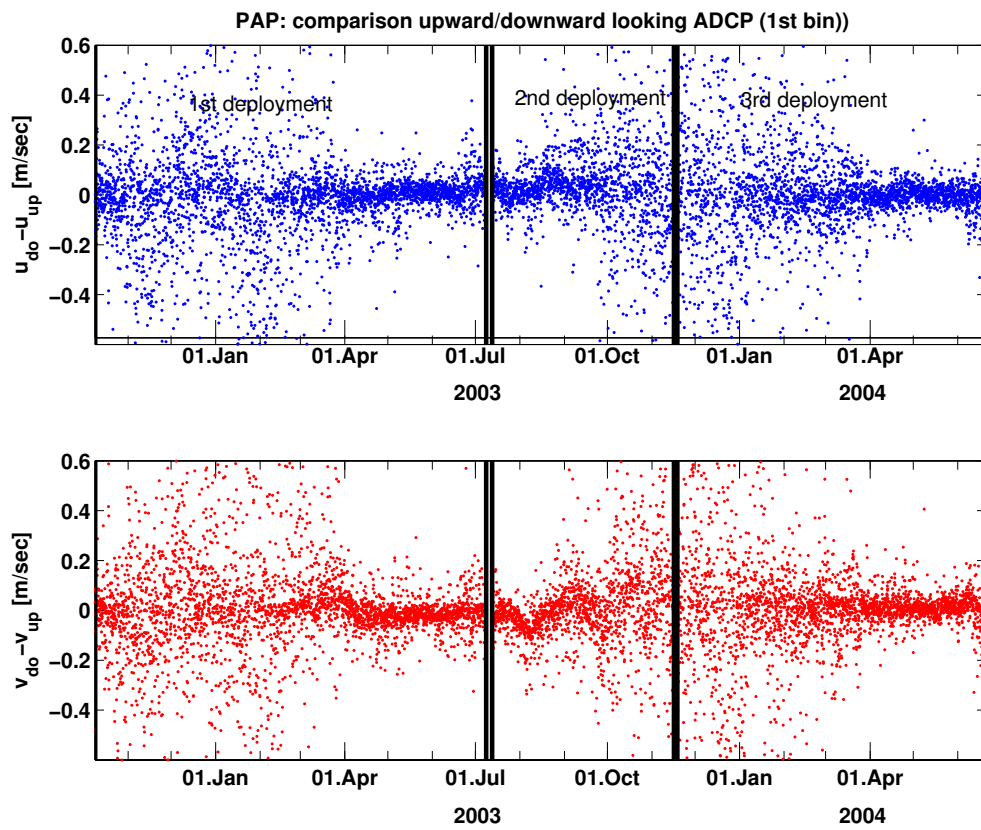 PAP: comparison upward/downward looking ADCP (1st bin))
u_do −u_up [m/sec]
0.6
0.4
0.2
0
−0.2
−0.4
1st deployment
2nd deployment
3rd deployment
01.Jan
01.Apr
01.Jul
01.Oct
01.Jan
01.Apr
2003
2004
v_do −v_up [m/sec]
0.6
0.4
0.2
0
−0.2
−0.4
01.Jan
01.Apr
01.Jul
01.Oct
01.Jan
01.Apr
2003
2004